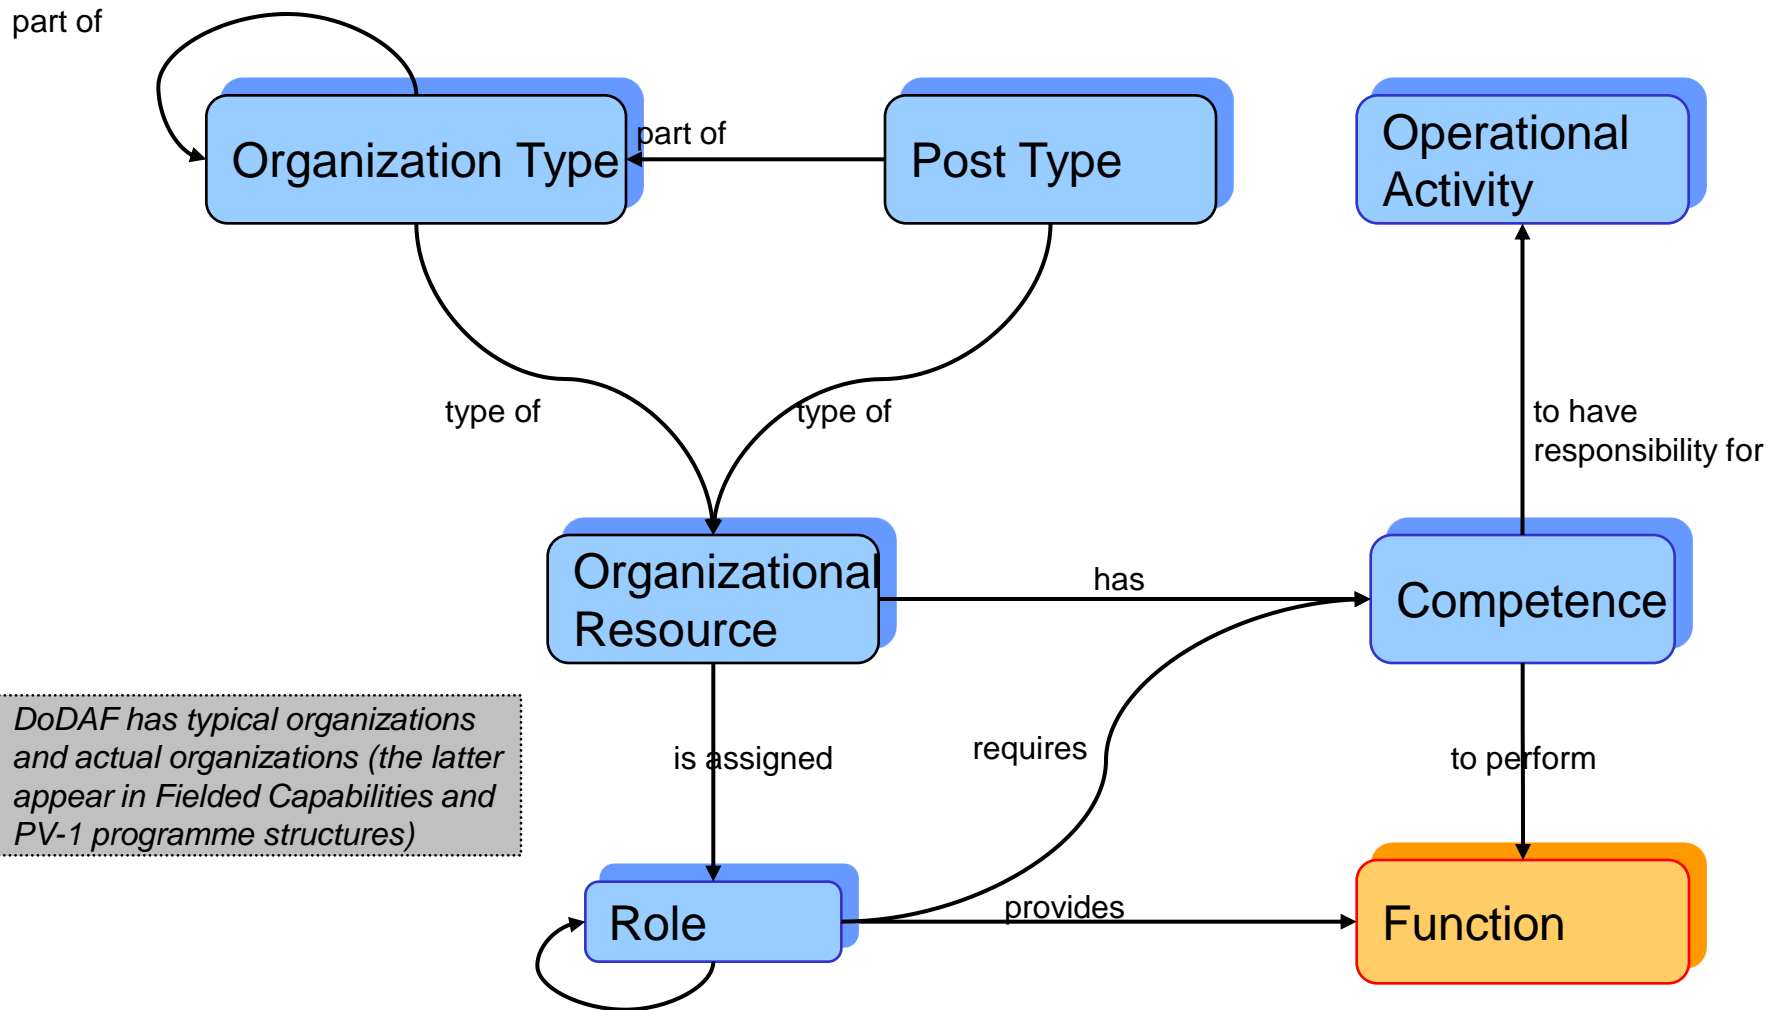 part of
Organization Type
part of
Post Type
Operational
Activity
type of
type of
to have
responsibility for
Organizational
Resource
has
Competence
DoDAF has typical organizations
and actual organizations (the latter
appear in Fielded Capabilities and
PV-1 programme structures)
is assigned
requires
to perform
Role
provides
Function